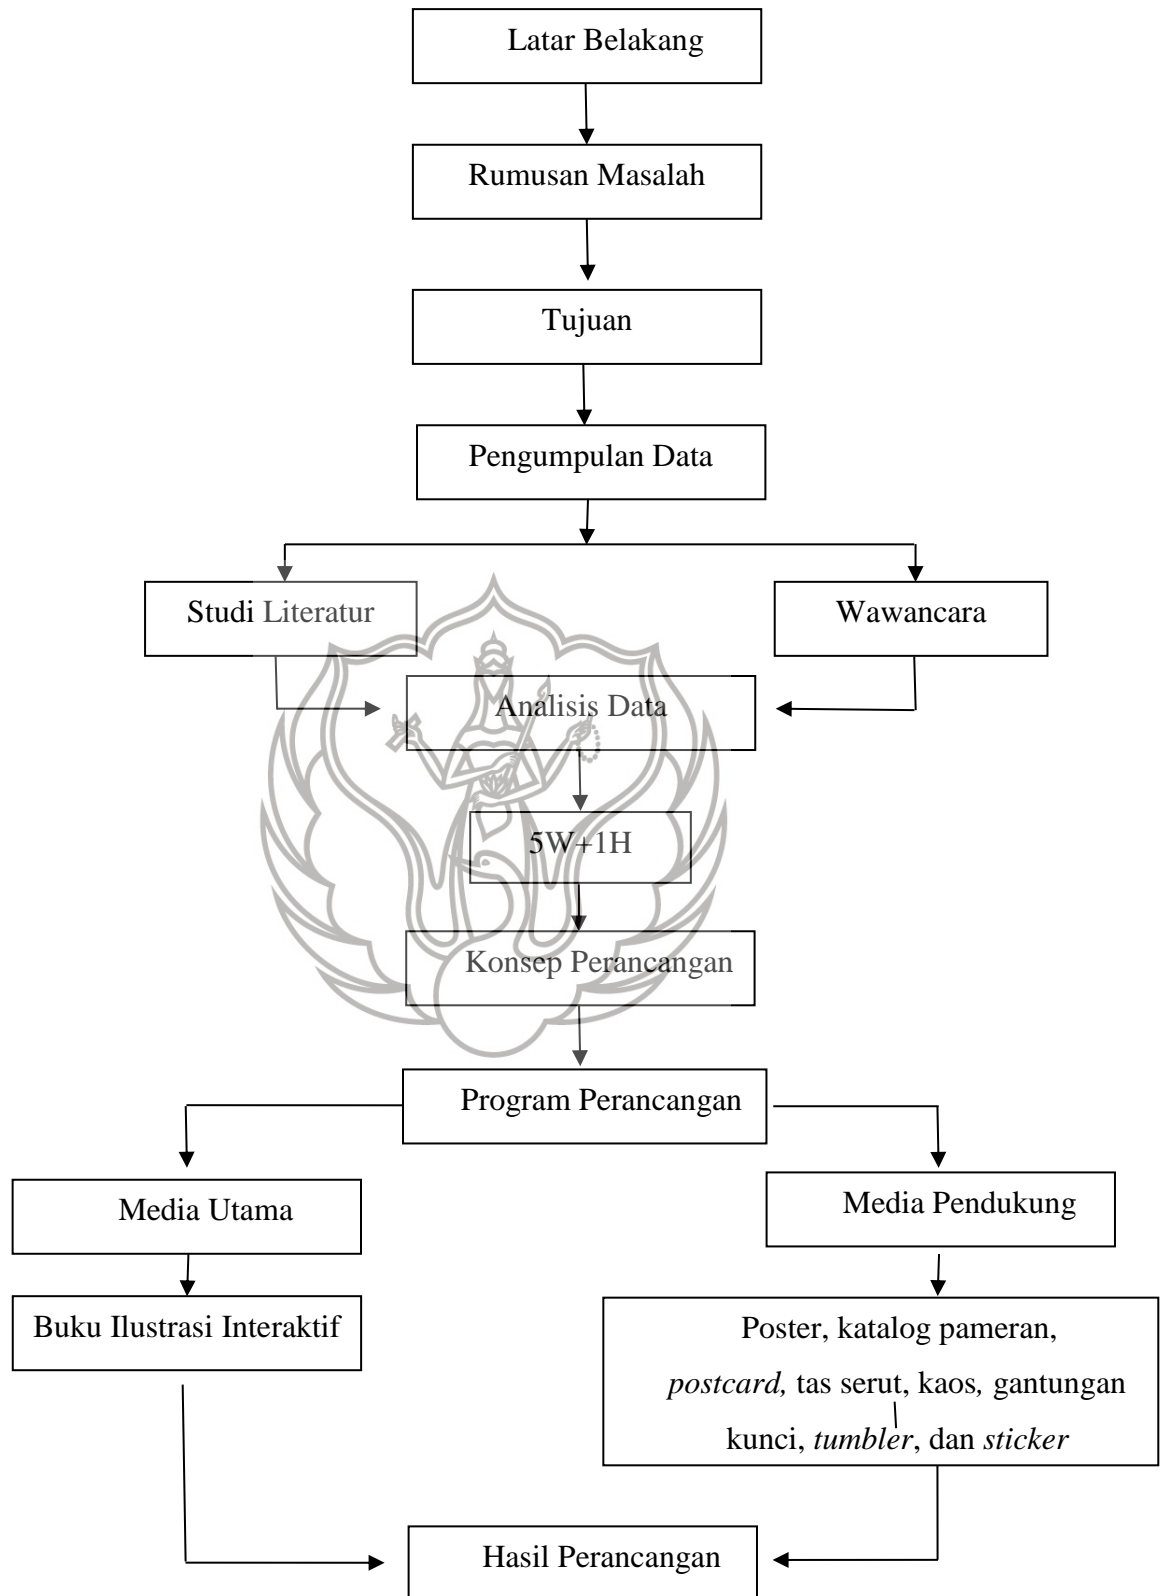 Latar Belakang
Rumusan Masalah
Tujuan
Pengumpulan Data
Studi Literatur
Wawancara
Analisis Data
5W+1H
Konsep Perancangan
Program Perancangan
Media Utama
Media Pendukung
Buku Ilustrasi Interaktif
Poster, katalog pameran,
postcard, tas serut, kaos, gantungan
kunci, tumbler, dan sticker
Hasil Perancangan